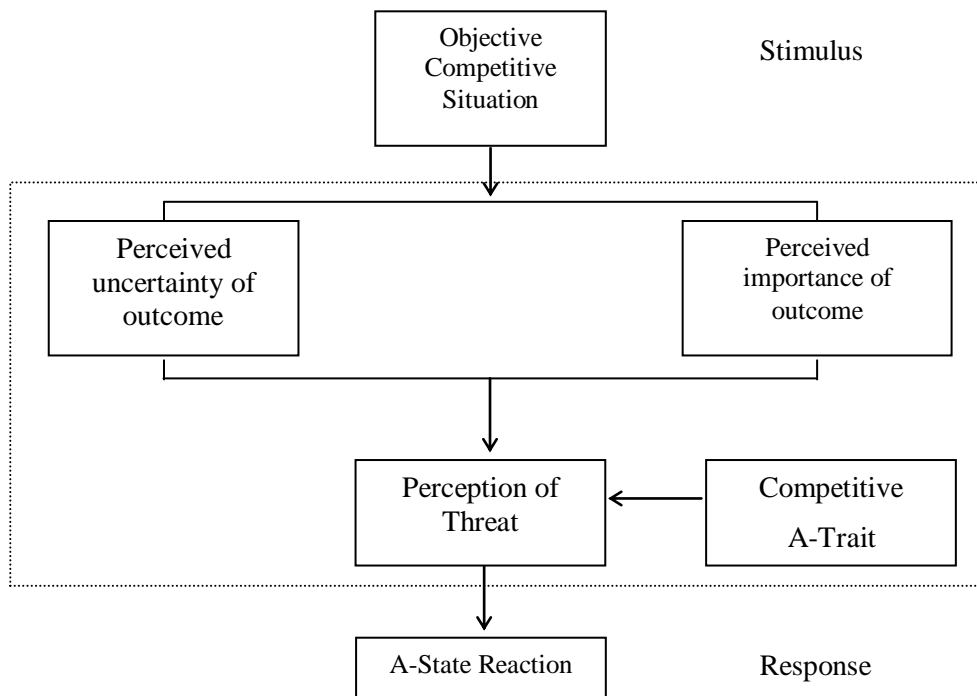 Objective
Competitive
Situation
Stimulus
Perceived
uncertainty of
outcome
Perceived
importance of
outcome
Perception of
Threat
Competitive
A-Trait
A-State Reaction
Response